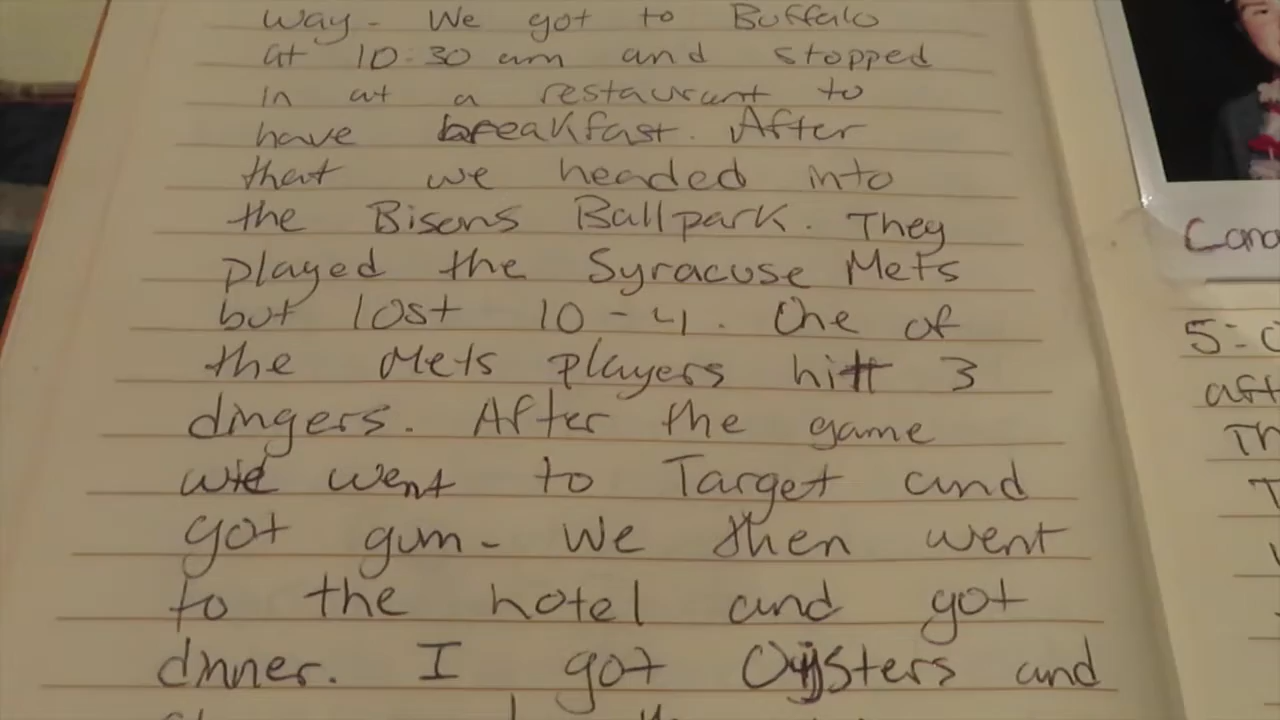 way - We got to Buffalo
at 10:30 am and stopped
in at a restaurant to
have breakfast. After
that we headed into
the Bisons Ballpark. They
played the Syracuse Mets
but lost 10-4. One of
the Mets players hitt 3
dingers. After the game
we went to Target and
got gum - We then went
to the hotel and got
dinner. I got Oysters and
5:
aft
Th
T